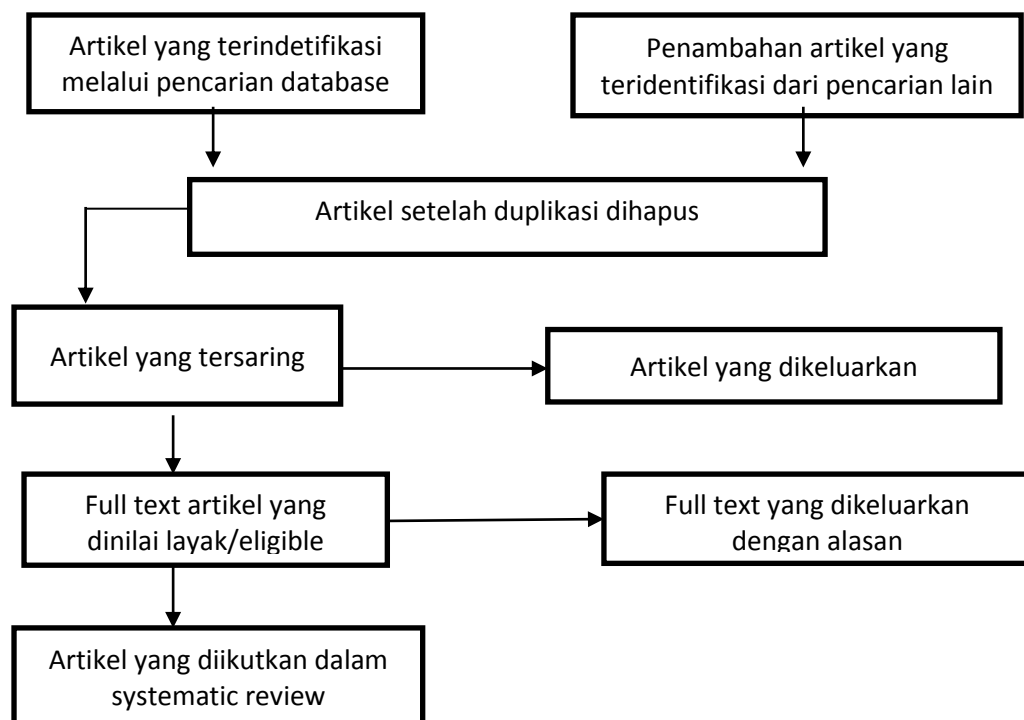 Artikel yang terindetifikasi
melalui pencarian database
Penambahan artikel yang
teridentifikasi dari pencarian lain
Artikel setelah duplikasi dihapus
Artikel yang tersaring
Artikel yang dikeluarkan
Full text artikel yang
dinilai layak/eligible
Full text yang dikeluarkan
dengan alasan
Artikel yang diikutkan dalam
systematic review